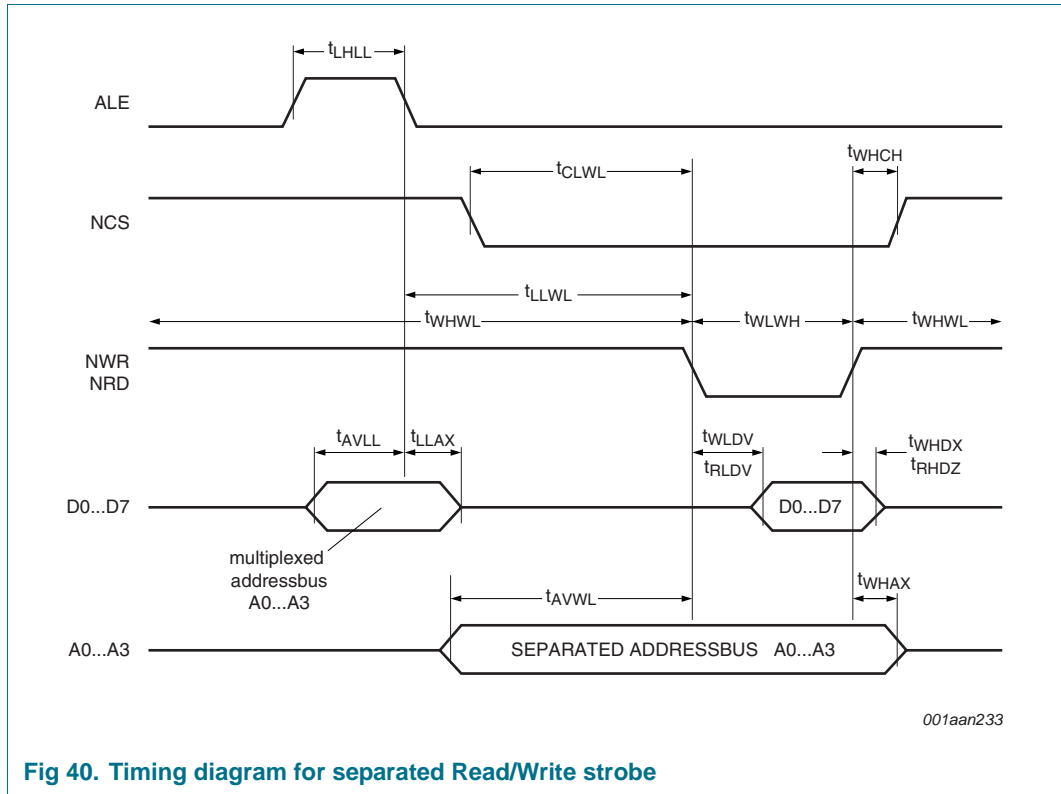 tLHLL
ALE
tCLWL
tWHCH
NCS
tLLWL
tWHWL
tWLWH
tWHWL
NWR
NRD
tAVLL
tLLAX
tWLDV
tRLDV
tWHDX
tRHDZ
D0...D7
D0...D7
multiplexed
addressbus
A0...A3
tAVWL
tWHAX
A0...A3
SEPARATED ADDRESSBUS A0...A3
001aan233
Fig 40. Timing diagram for separated Read/Write strobe